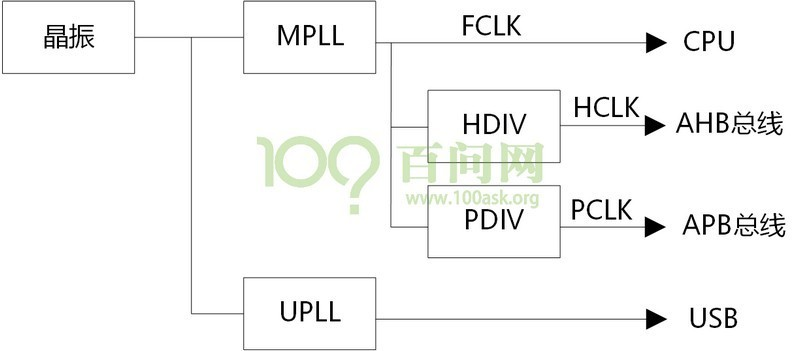 晶振
MPLL
FCLK
CPU
HDIV
HCLK
AHB总线
100? 百问网
www.100ask.org
PDIV
PCLK
APB总线
UPLL
USB